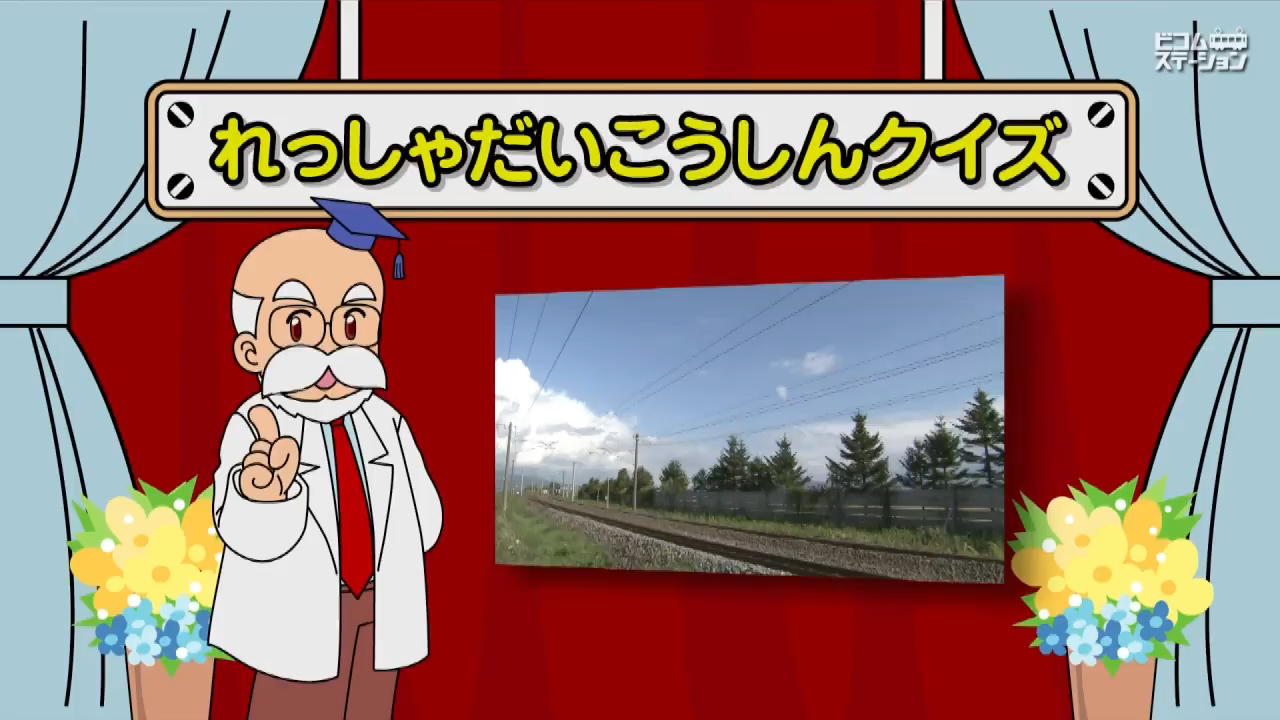 ビコム
ステーション
れっしゃだいこうしんクイズ